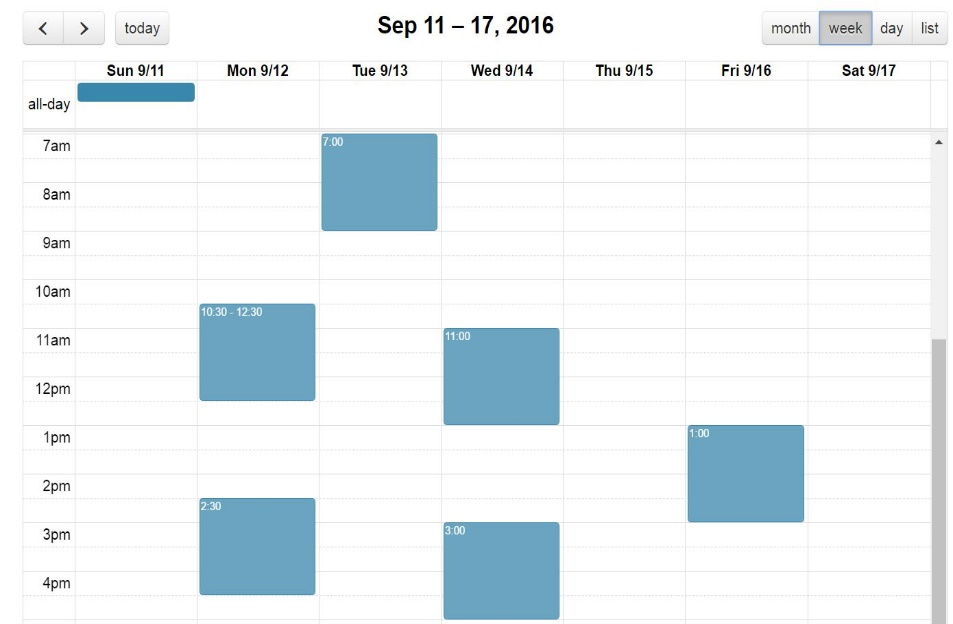 today
Sep 11 – 17, 2016
month week day list
Sun 9/11 Mon 9/12 Tue 9/13 Wed 9/14 Thu 9/15 Fri 9/16 Sat 9/17
all-day
7am
7:00
8am
9am
10am
10:30 - 12:30
11am
11:00
12pm
1pm
1:00
2pm
2:30
3pm
3:00
4pm